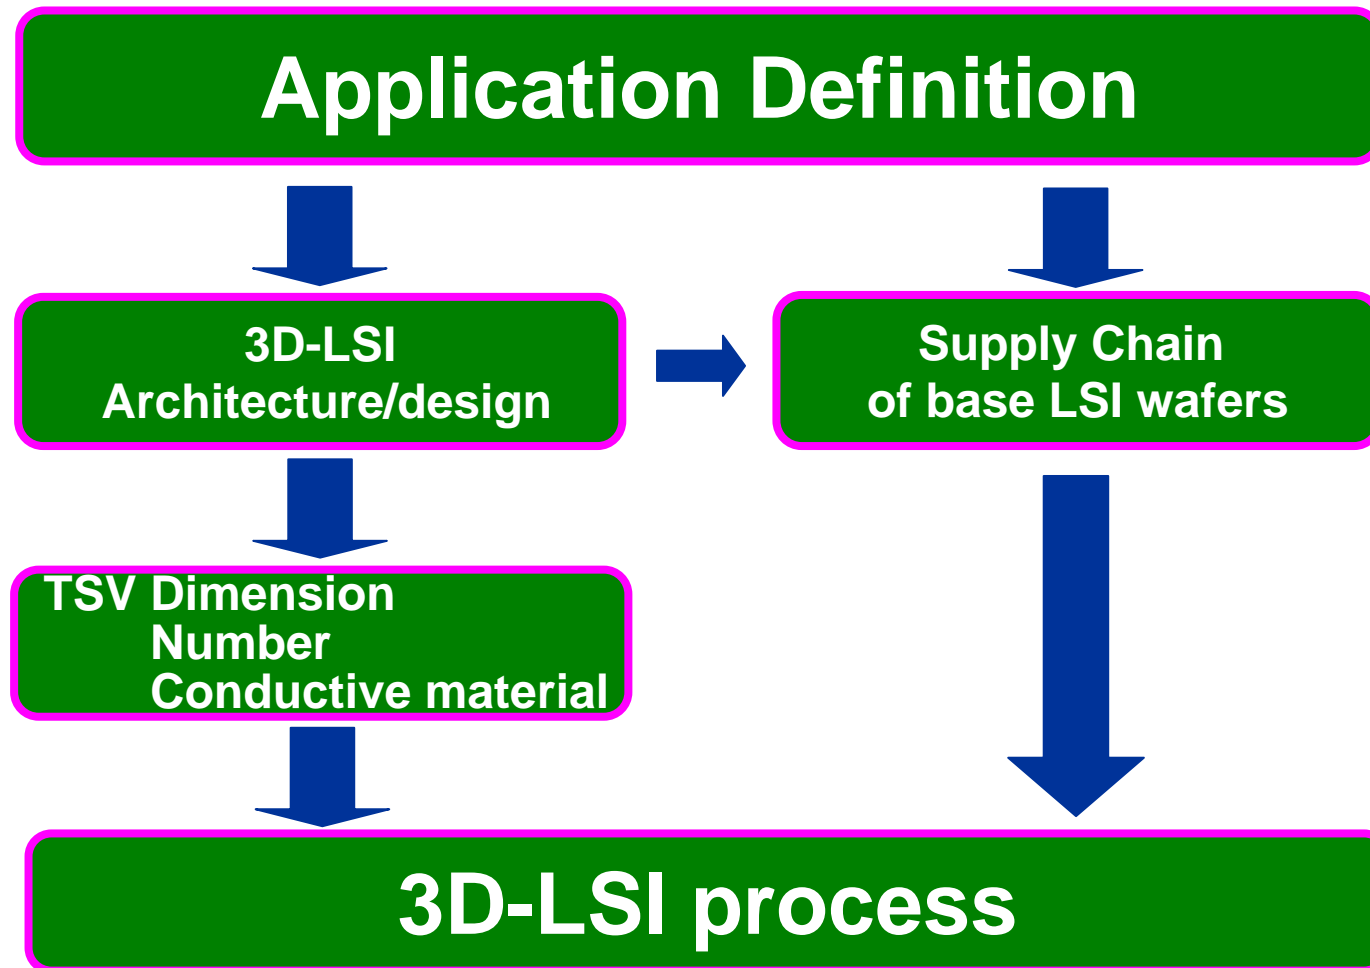 Application Definition
3D-LSI
Architecture/design
Supply Chain
of base LSI wafers
TSV Dimension
Number
Conductive material
3D-LSI process